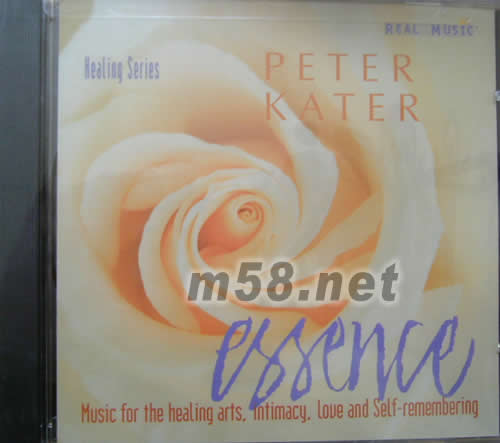 REAL MUSIC
Healing Series
PETER
KATER
m58.net
essence
Music for the healing arts, intimacy, love and Self-remembering